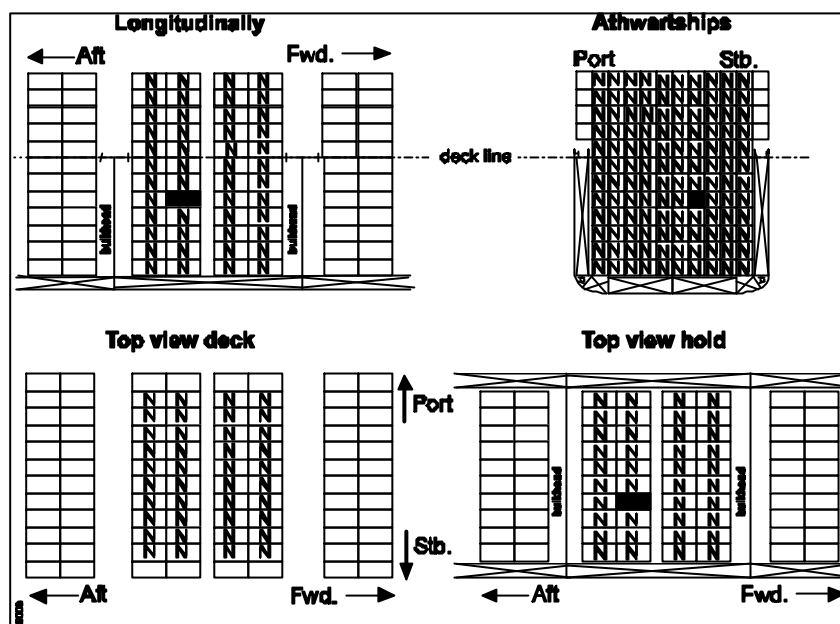 Longitudinally
Athwartships
Aft
Fwd.
Port
Stb.
deck line
bulkhead
bulkhead
Top view deck
Top view hold
Port
Stb.
bulkhead
bulkhead
Aft
Fwd.
Aft
Fwd.